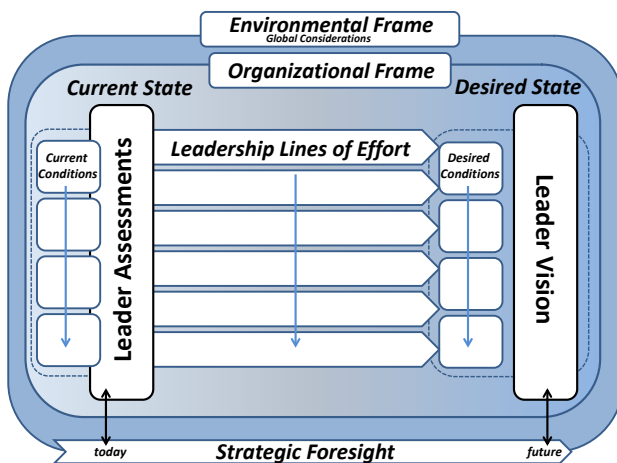 Environmental Frame
Global Considerations
Organizational Frame
Current State
Desired State
Current
Conditions
Leader Assessments
Leadership Lines of Effort
Desired
Conditions
Leader Vision
today
Strategic Foresight
future